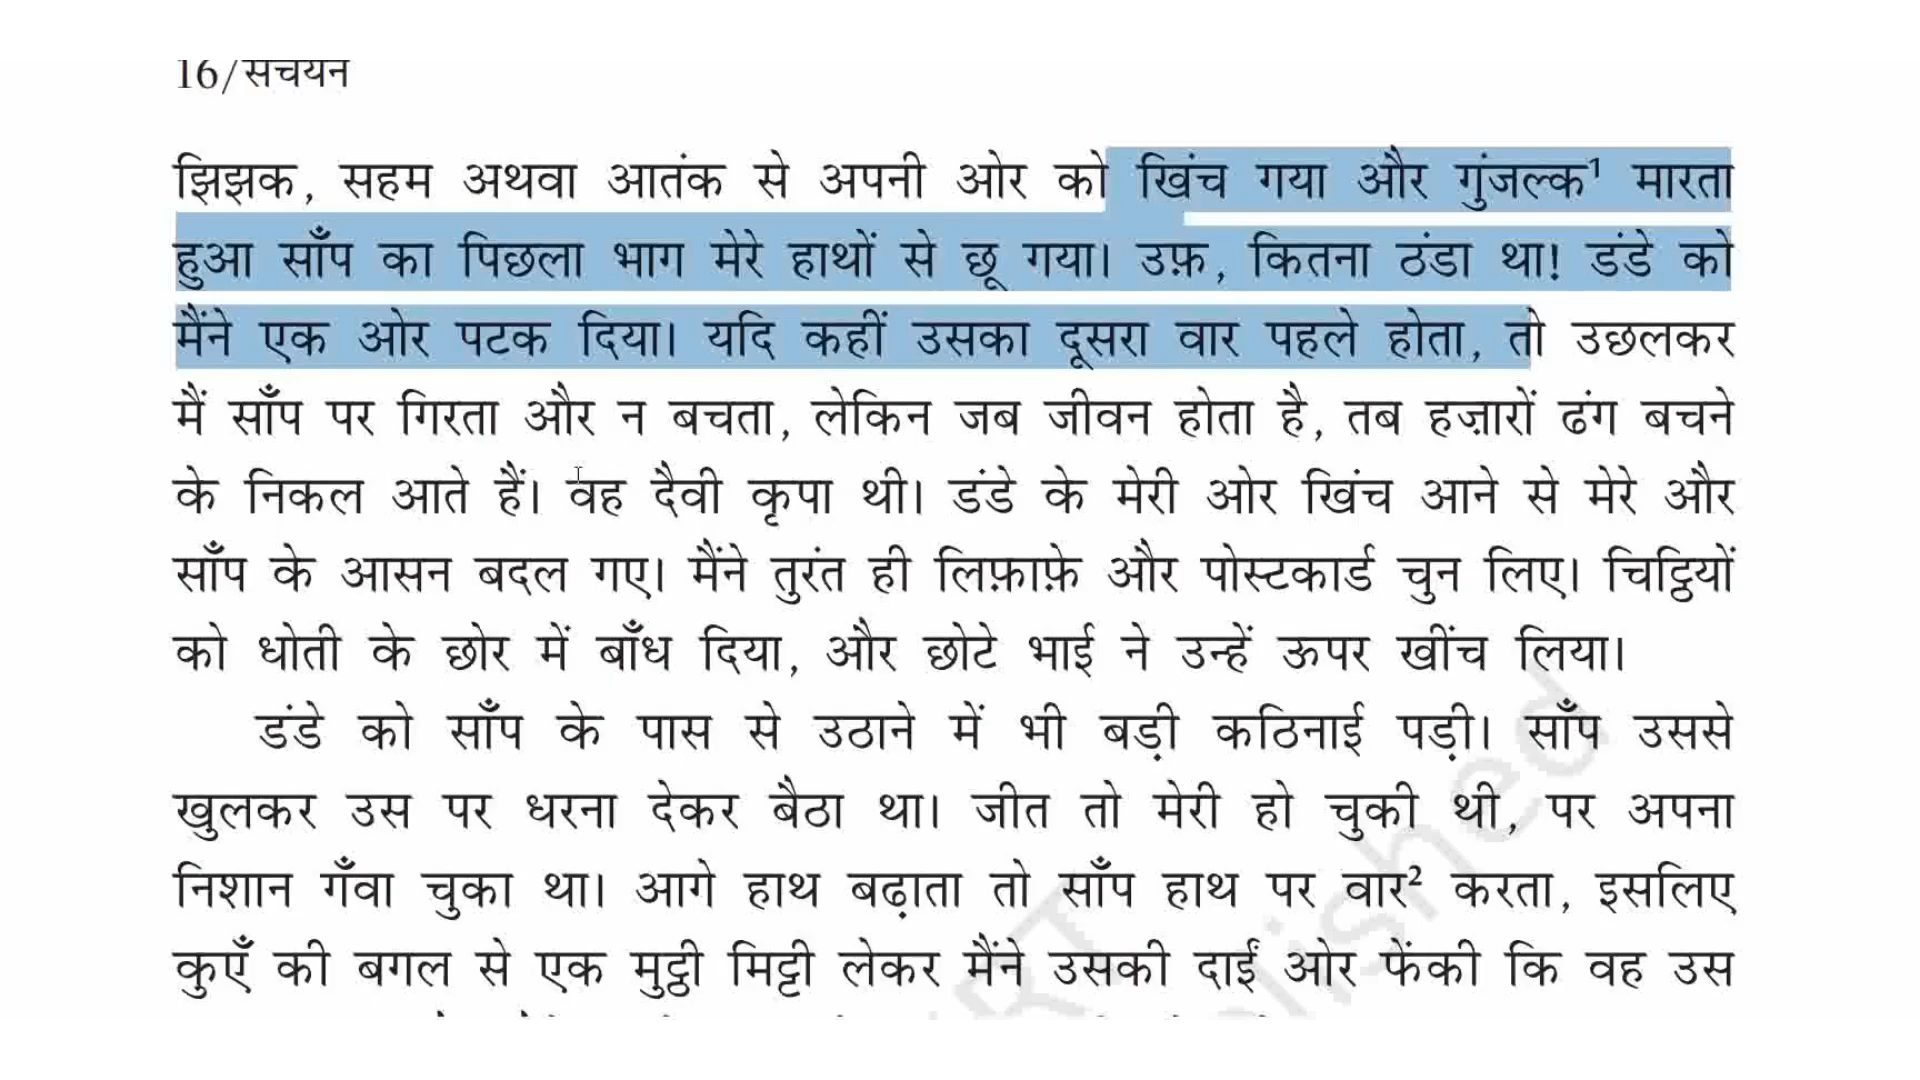 16/संचयन
झिझक, सहम अथवा आतंक से अपनी ओर को खिंच गया और गुंजल्क¹ मारता
हुआ साँप का पिछला भाग मेरे हाथों से छू गया। उफ़, कितना ठंडा था! डंडे को
मैंने एक ओर पटक दिया। यदि कहीं उसका दूसरा वार पहले होता, तो उछलकर
मैं साँप पर गिरता और न बचता, लेकिन जब जीवन होता है, तब हज़ारों ढंग बचने
के निकल आते हैं। वह दैवी कृपा थी। डंडे के मेरी ओर खिंच आने से मेरे और
साँप के आसन बदल गए। मैंने तुरंत ही लिफ़ाफ़े और पोस्टकार्ड चुन लिए। चिट्ठियों
को धोती के छोर में बाँध दिया, और छोटे भाई ने उन्हें ऊपर खींच लिया।
डंडे को साँप के पास से उठाने में भी बड़ी कठिनाई पड़ी। साँप उससे
खुलकर उस पर धरना देकर बैठा था। जीत तो मेरी हो चुकी थी, पर अपना
निशान गँवा चुका था। आगे हाथ बढ़ाता तो साँप हाथ पर वार² करता, इसलिए
कुएँ की बगल से एक मुट्ठी मिट्टी लेकर मैंने उसकी दाईं ओर फेंकी कि वह उस